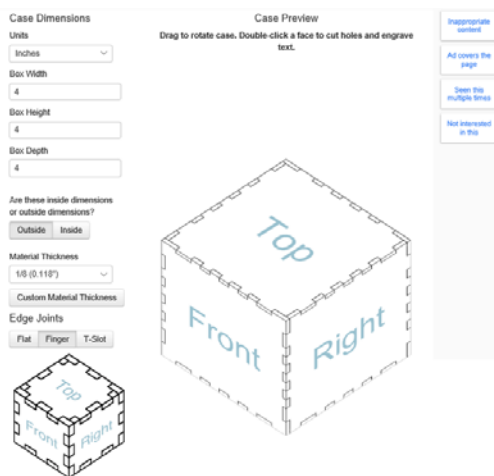 Case Dimensions
Units
Inches
Box Width
4
Box Height
4
Box Depth
4
Are these inside dimensions
or outside dimensions?
Outside Inside
Material Thickness
1/8 (0.118")
Custom Material Thickness
Edge Joints
Flat Finger T-Slot
Top
Front Right
Case Preview
Drag to rotate case. Double-click a face to cut holes and engrave
text.
Top
Front Right
Inappropriate
content
Ad covers the
page
Seen this
multiple times
Not interested
in this